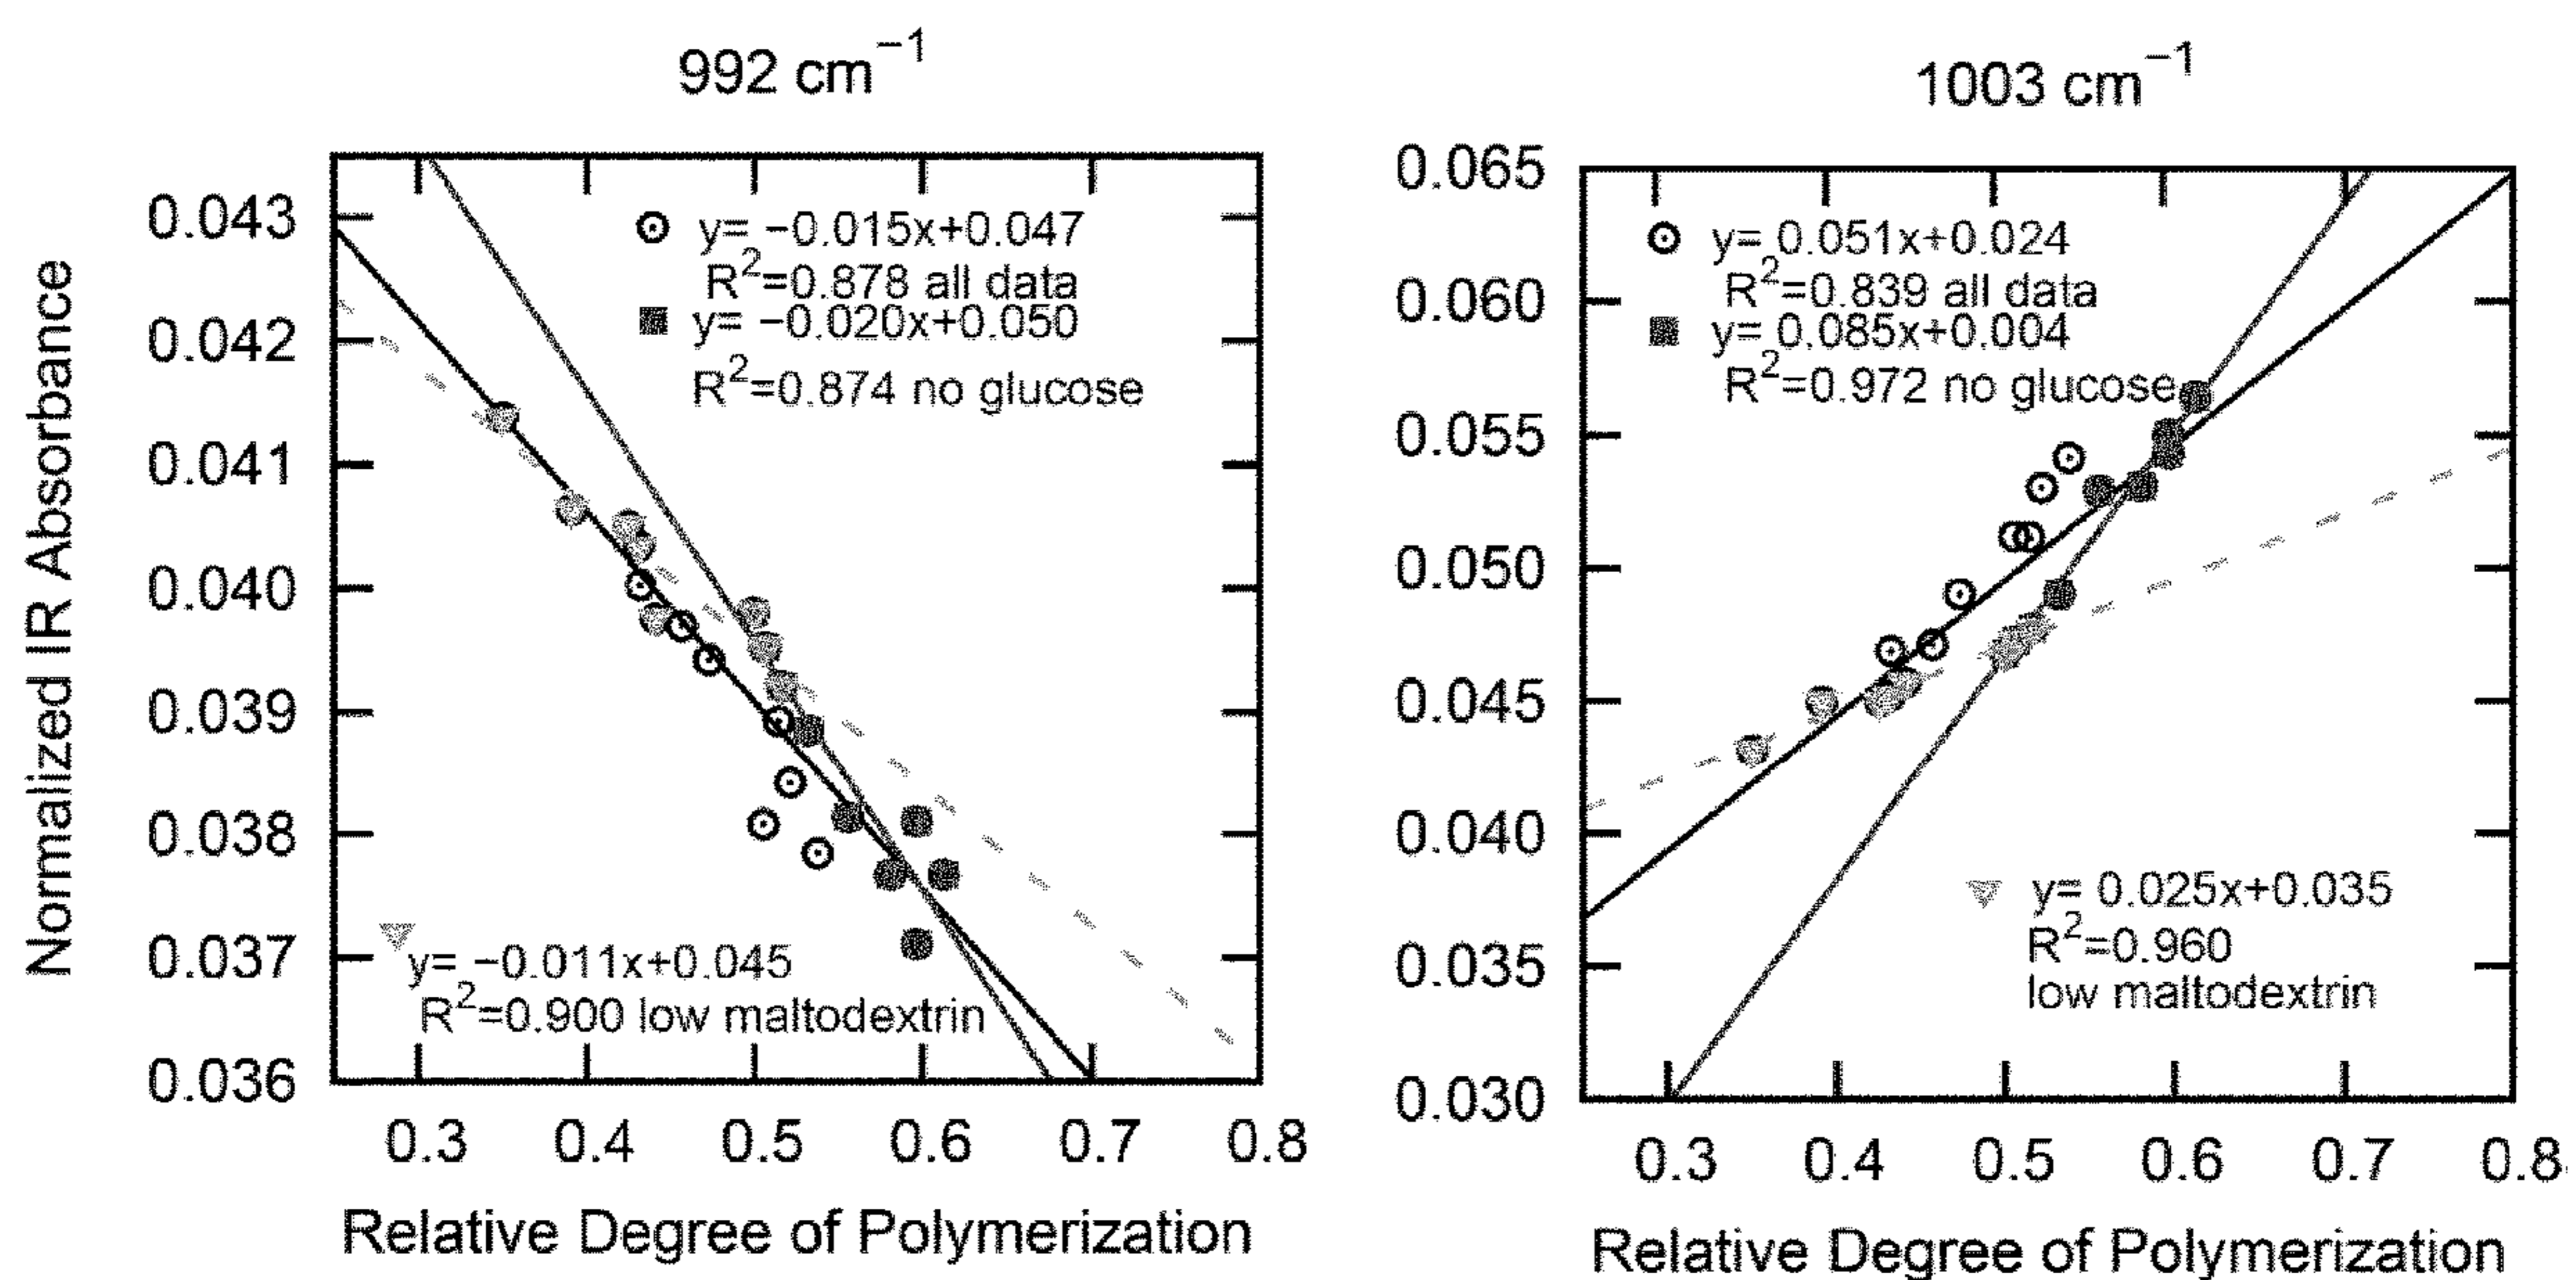 992 cm⁻¹
Normalized IR Absorbance
0.043
0.042
0.041
0.040
0.039
0.038
0.037
0.036
y= −0.015x+0.047
R²=0.878 all data
y= −0.020x+0.050
R²=0.874 no glucose
y= −0.011x+0.045
R²=0.900 low maltodextrin
0.3 0.4 0.5 0.6 0.7 0.8
Relative Degree of Polymerization
1003 cm⁻¹
0.065
0.060
0.055
0.050
0.045
0.040
0.035
0.030
y= 0.051x+0.024
R²=0.839 all data
y= 0.085x+0.004
R²=0.972 no glucose
y= 0.025x+0.035
R²=0.960
low maltodextrin
0.3 0.4 0.5 0.6 0.7 0.8
Relative Degree of Polymerization